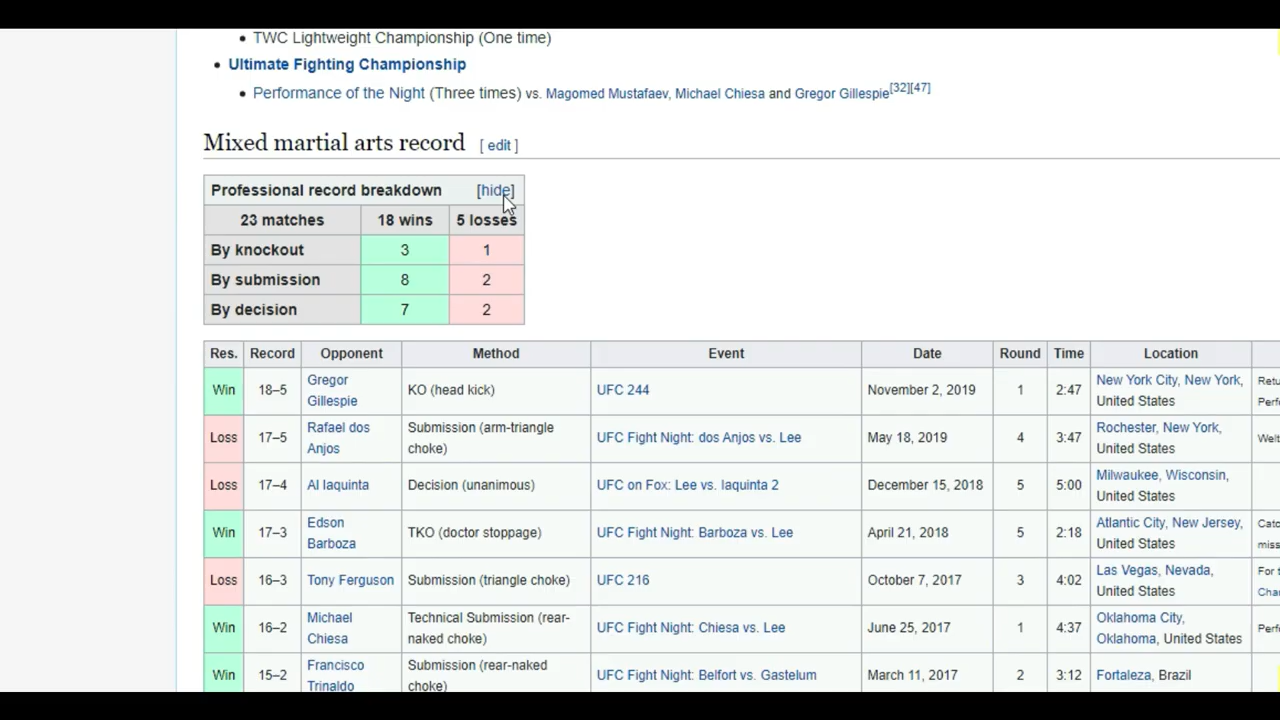 • TWC Lightweight Championship (One time)
• Ultimate Fighting Championship
• Performance of the Night (Three times) vs. Magomed Mustafaev, Michael Chiesa and Gregor Gillespie[32][47]
Mixed martial arts record [ edit ]
Professional record breakdown [hide]
23 matches 18 wins 5 losses
By knockout 3 1
By submission 8 2
By decision 7 2
Res. Record Opponent Method Event Date Round Time Location
Win 18–5 Gregor Gillespie KO (head kick) UFC 244 November 2, 2019 1 2:47 New York City, New York, United States
Loss 17–5 Rafael dos Anjos Submission (arm-triangle choke) UFC Fight Night: dos Anjos vs. Lee May 18, 2019 4 3:47 Rochester, New York, United States
Loss 17–4 Al Iaquinta Decision (unanimous) UFC on Fox: Lee vs. Iaquinta 2 December 15, 2018 5 5:00 Milwaukee, Wisconsin, United States
Win 17–3 Edson Barboza TKO (doctor stoppage) UFC Fight Night: Barboza vs. Lee April 21, 2018 5 2:18 Atlantic City, New Jersey, United States
Loss 16–3 Tony Ferguson Submission (triangle choke) UFC 216 October 7, 2017 3 4:02 Las Vegas, Nevada, United States For t
Win 16–2 Michael Chiesa Technical Submission (rear-naked choke) UFC Fight Night: Chiesa vs. Lee June 25, 2017 1 4:37 Oklahoma City, Oklahoma, United States
Win 15–2 Francisco Trinaldo Submission (rear-naked choke) UFC Fight Night: Belfort vs. Gastelum March 11, 2017 2 3:12 Fortaleza, Brazil